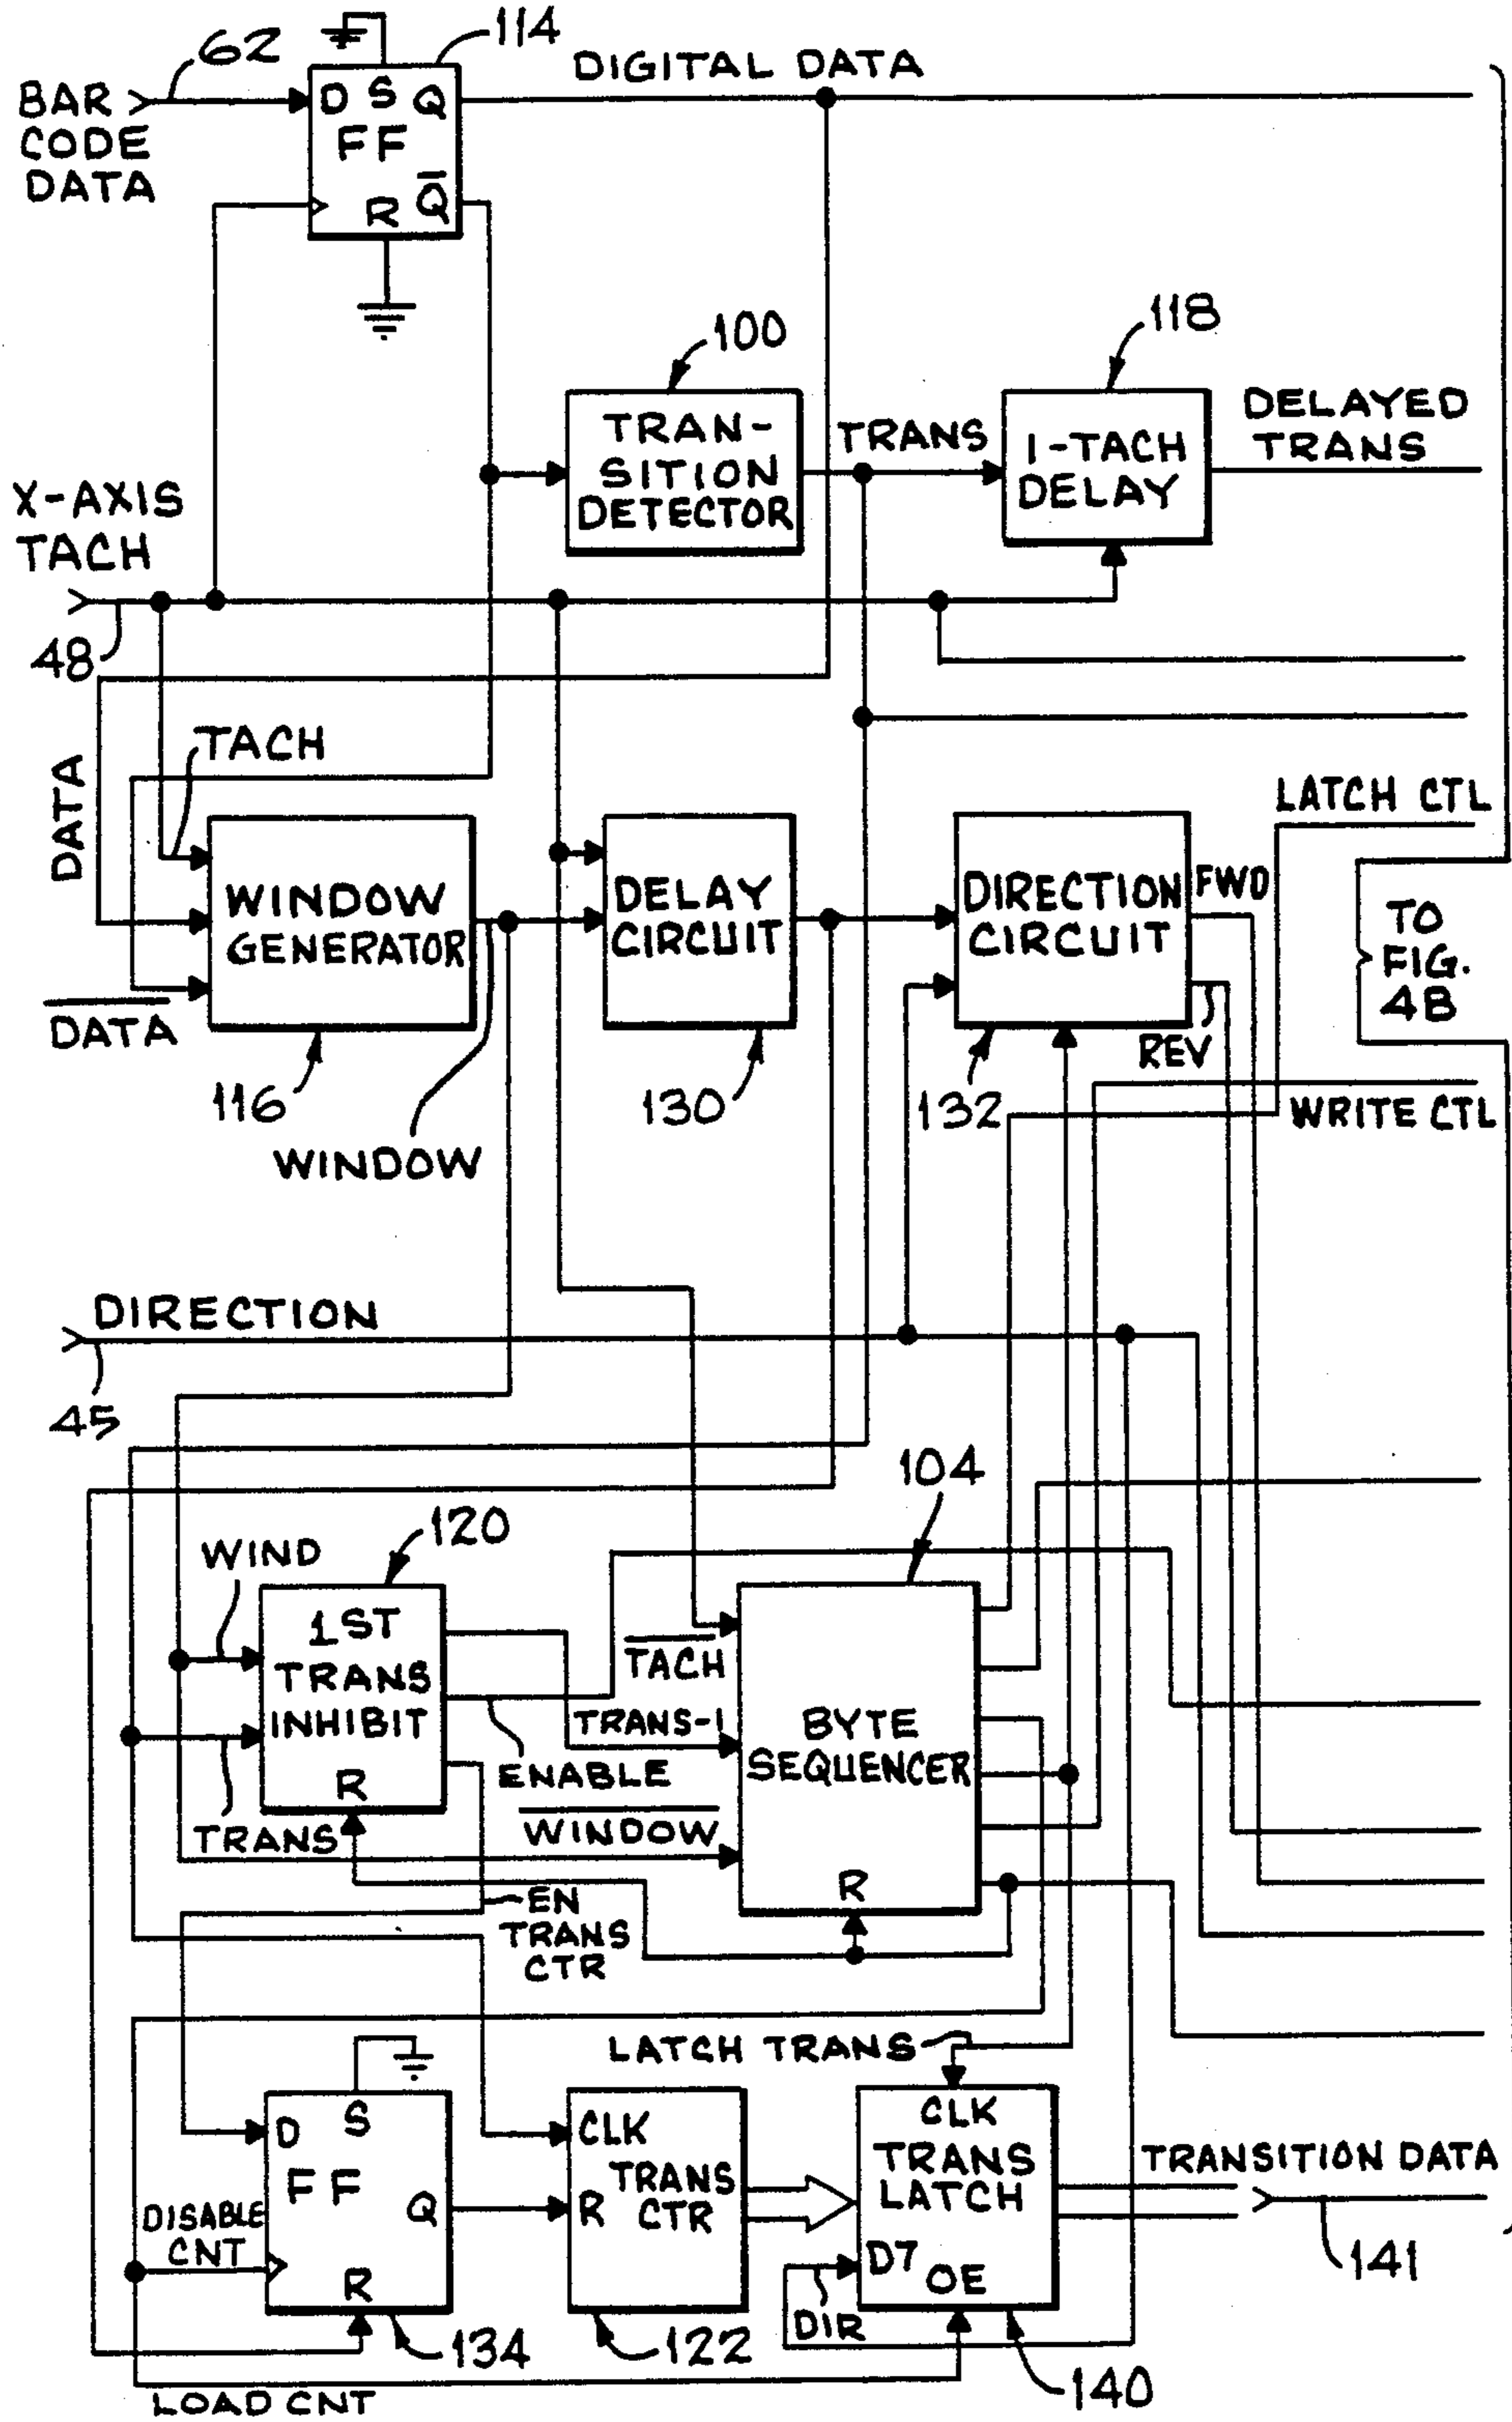 62
114
DIGITAL DATA
BAR
CODE
DATA
D S Q
FF
R Q̅
100
118
TRAN-
SITION
DETECTOR
TRANS
1-TACH
DELAY
DELAYED
TRANS
X-AXIS
TACH
48
TACH
DATA
D̅A̅T̅A̅
WINDOW
GENERATOR
116
WINDOW
DELAY
CIRCUIT
130
DIRECTION
CIRCUIT
132
FWD
REV
LATCH CTL
TO
FIG.
4B
WRITE CTL
DIRECTION
45
104
120
WIND
1ST
TRANS
INHIBIT
R
TRANS
ENABLE
T̅A̅C̅H̅
TRANS-1
W̅I̅N̅D̅O̅W̅
BYTE
SEQUENCER
R
EN
TRANS
CTR
LATCH TRANS
D S
FF
Q
R
DISABLE
CNT
134
CLK
TRANS
CTR
R
122
CLK
TRANS
LATCH
D7 OE
DIR
140
TRANSITION DATA
141
LOAD CNT